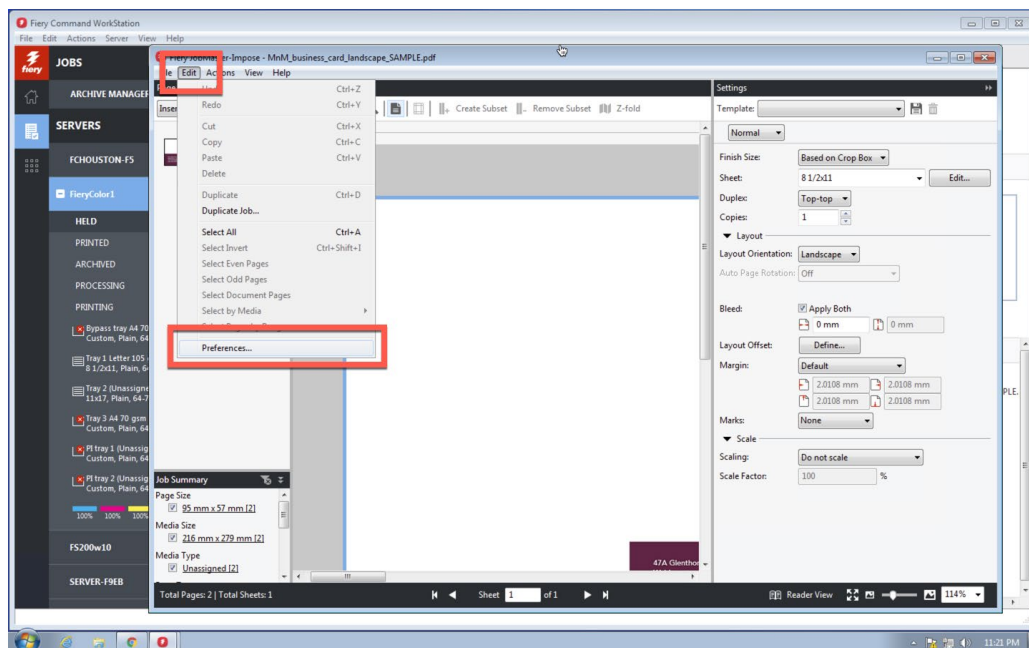 Fiery Command WorkStation
File Edit Actions Server View Help
fiery
JOBS
ARCHIVE MANAGER
SERVERS
FCHOUSTON-F5
FieryColor1
HELD
PRINTED
ARCHIVED
PROCESSING
PRINTING
Bypass tray A4 70
Custom, Plain, 64
Tray 1 Letter 105
8 1/2x11, Plain, 6
Tray 2 (Unassigne
11x17, Plain, 64-7
Tray 3 A4 70 gsm
Custom, Plain, 64
PI tray 1 (Unassig
Custom, Plain, 64
PI tray 2 (Unassig
Custom, Plain, 64
100% 100% 100%
FS200w10
SERVER-F9EB
Fiery JobMaster-Impose - MnM_business_card_landscape_SAMPLE.pdf
Edit Actions View Help
Ctrl+Z
Redo Ctrl+Y
Cut Ctrl+X
Copy Ctrl+C
Paste Ctrl+V
Delete
Duplicate Ctrl+D
Duplicate Job...
Select All Ctrl+A
Select Invert Ctrl+Shift+I
Select Even Pages
Select Odd Pages
Select Document Pages
Select by Media
Preferences...
Create Subset Remove Subset Z-fold
Job Summary
Page Size
95 mm x 57 mm [2]
Media Size
216 mm x 279 mm [2]
Media Type
Unassigned [2]
47A Glenthor
Total Pages: 2 | Total Sheets: 1
Sheet 1 of 1
Reader View 114%
Settings
Template:
Normal
Finish Size: Based on Crop Box
Sheet: 8 1/2x11 Edit...
Duplex: Top-top
Copies: 1
Layout
Layout Orientation: Landscape
Auto Page Rotation: Off
Bleed: Apply Both
0 mm 0 mm
Layout Offset: Define...
Margin: Default
2.0108 mm 2.0108 mm
2.0108 mm 2.0108 mm
Marks: None
Scale
Scaling: Do not scale
Scale Factor: 100 %
PLE.
11:21 PM